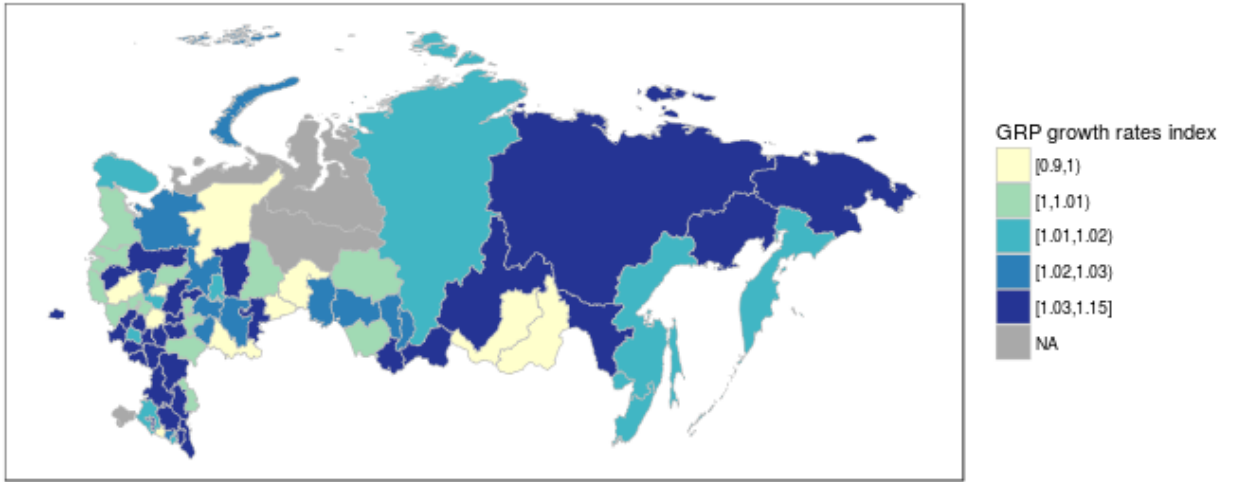 GRP growth rates index
[0.9,1)
[1,1.01)
[1.01,1.02)
[1.02,1.03)
[1.03,1.15]
NA